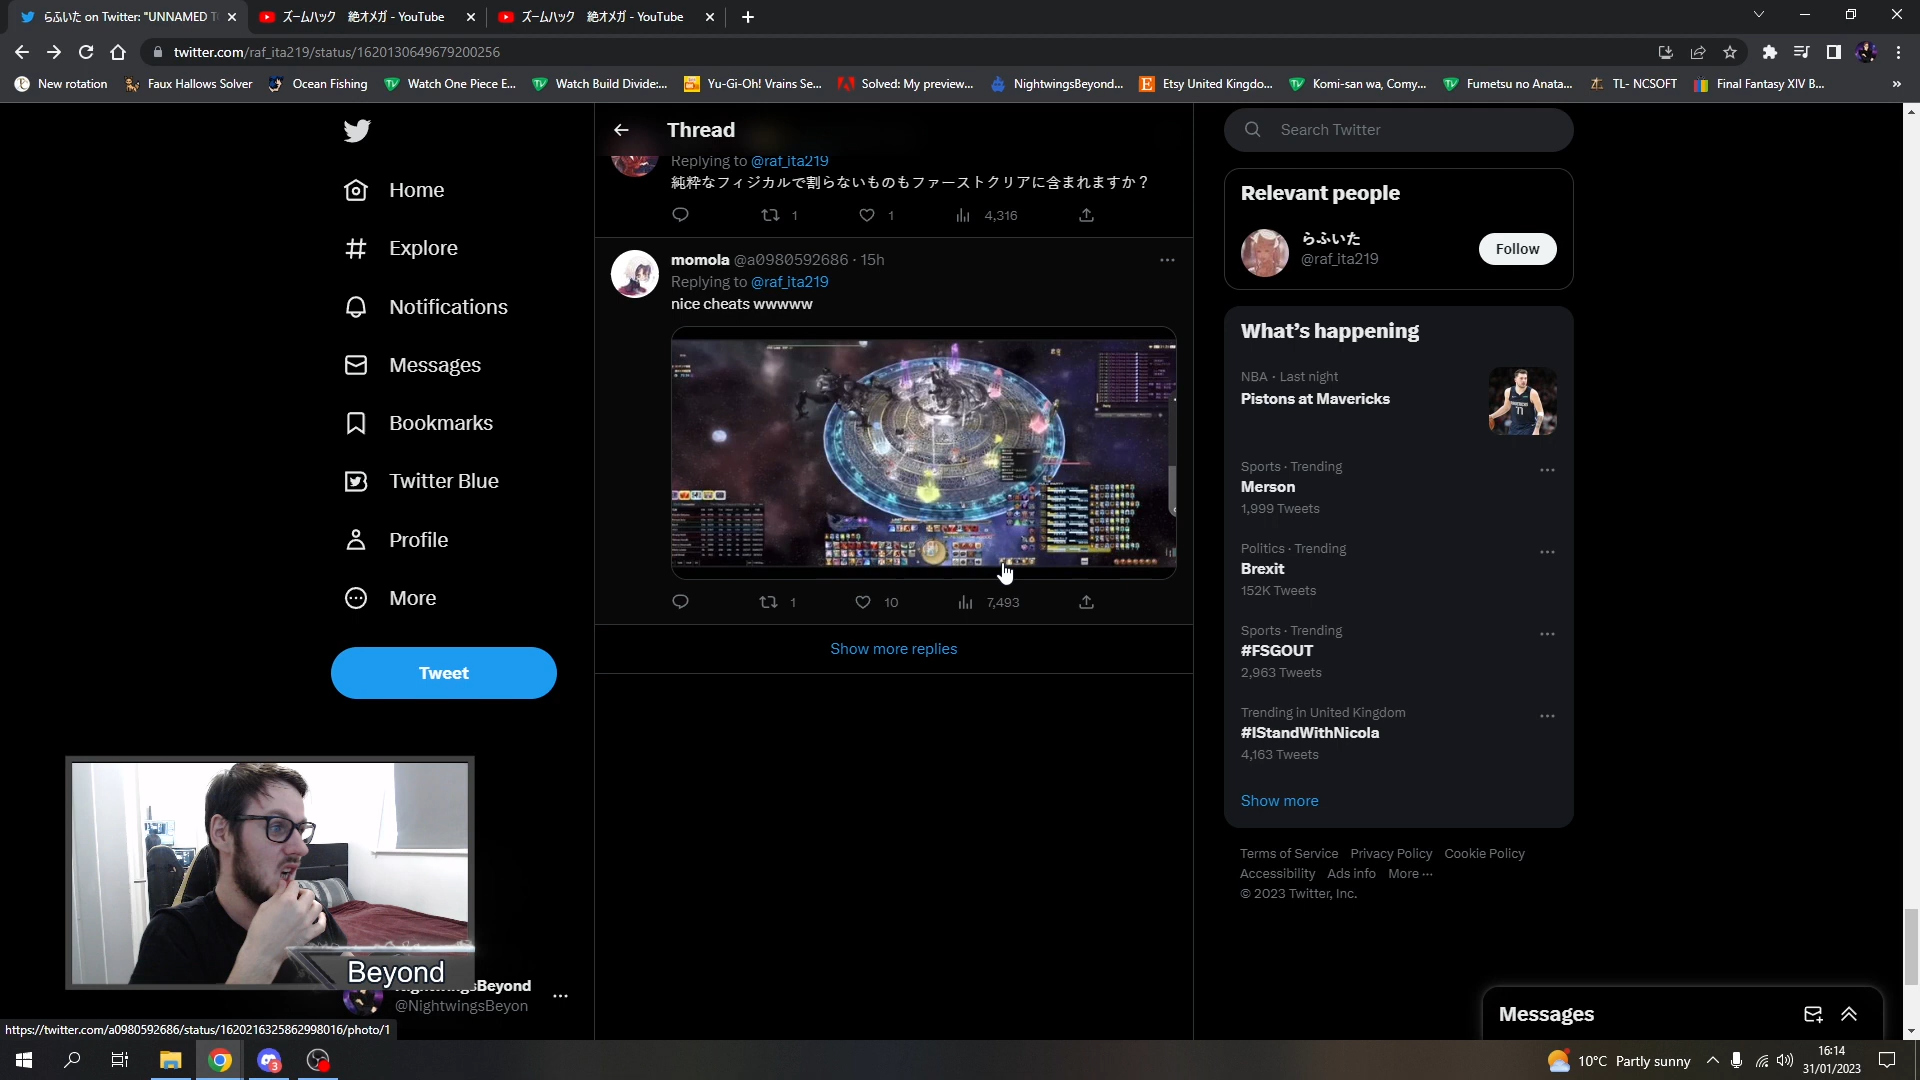 らふいた on Twitter: "UNNAMED T
ズームハック 絶オメガ - YouTube
ズームハック 絶オメガ - YouTube
twitter.com/raf_ita219/status/1620130649679200256
New rotation
Faux Hallows Solver
Ocean Fishing
Watch One Piece E...
Watch Build Divide:...
Yu-Gi-Oh! Vrains Se...
Solved: My preview...
NightwingsBeyond...
Etsy United Kingdo...
Komi-san wa, Comy...
Fumetsu no Anata...
TL- NCSOFT
Final Fantasy XIV B...
Home
Explore
Notifications
Messages
Bookmarks
Twitter Blue
Profile
More
Tweet
Thread
Replying to @raf_ita219
純粋なフィジカルで割らないものもファーストクリアに含まれますか？
1
1
4,316
momola @a0980592686 · 15h
Replying to @raf_ita219
nice cheats wwwww
1
10
7,493
Show more replies
Search Twitter
Relevant people
らふいた
@raf_ita219
Follow
What's happening
NBA · Last night
Pistons at Mavericks
77
Sports · Trending
Merson
1,999 Tweets
Politics · Trending
Brexit
152K Tweets
Sports · Trending
#FSGOUT
2,963 Tweets
Trending in United Kingdom
#IStandWithNicola
4,163 Tweets
Show more
Terms of Service Privacy Policy Cookie Policy
Accessibility Ads info More ···
© 2023 Twitter, Inc.
Beyond
sBeyond
@NightwingsBeyon
Messages
https://twitter.com/a0980592686/status/1620216325862998016/photo/1
3
10°C Partly sunny
16:14
31/01/2023